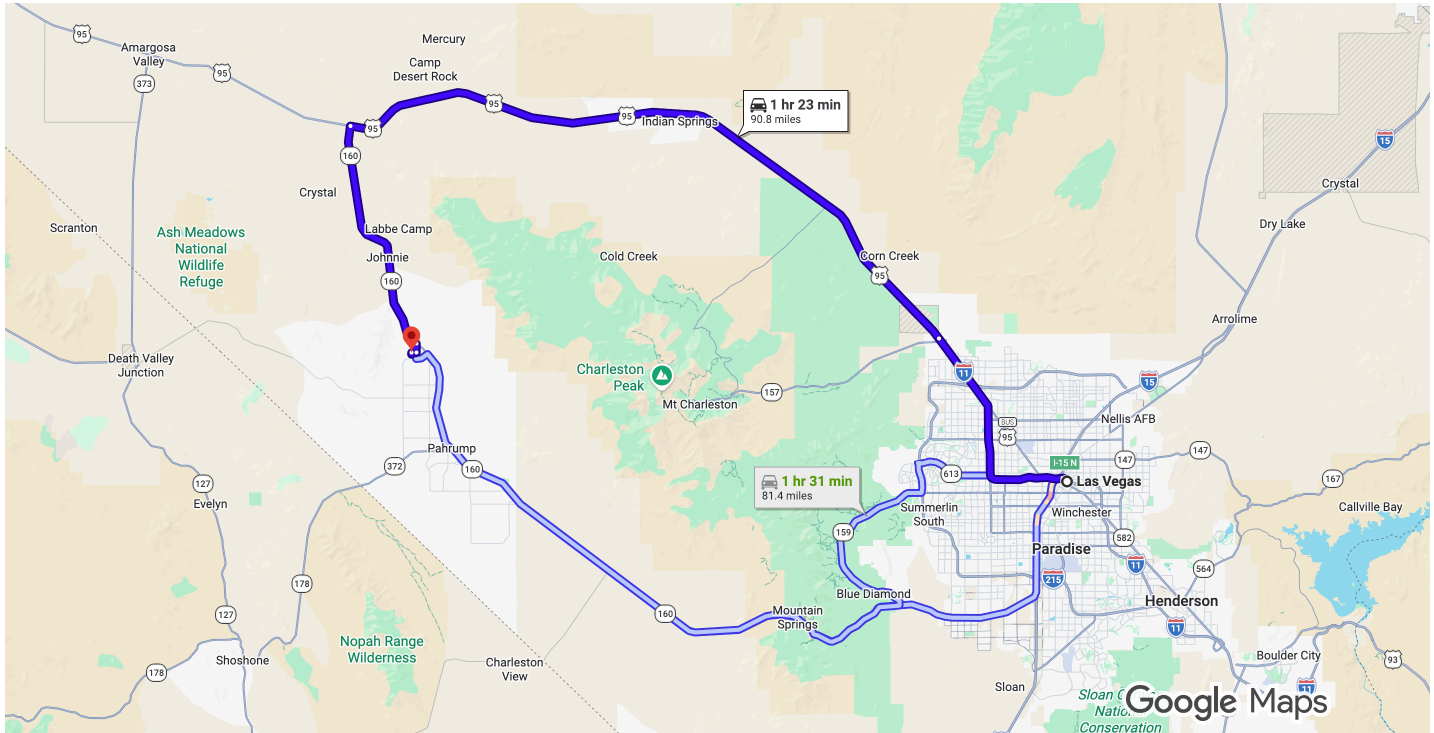 95
Amargosa
Valley
373
95
Mercury
Camp
Desert Rock
95
95
160
95
Indian Springs
1 hr 23 min
90.8 miles
15
Crystal
Dry Lake
Arrolime
Crystal
Scranton
Ash Meadows
National
Wildlife
Refuge
Labbe Camp
Johnnie
160
Cold Creek
Corn Creek
95
Death Valley
Junction
Charleston
Peak
Mt Charleston
157
11
15
Nellis AFB
BUS
95
Pahrump
372
160
I-15 N
147
147
613
Las Vegas
1 hr 31 min
81.4 miles
167
Callville Bay
127
Evelyn
Summerlin
South
Winchester
159
582
Paradise
11
564
215
178
Blue Diamond
Henderson
127
160
Mountain
Springs
11
Nopah Range
Wilderness
Shoshone
178
Charleston
View
Boulder City
93
Sloan
11
Sloan C
Natio
Conservation
Google Maps